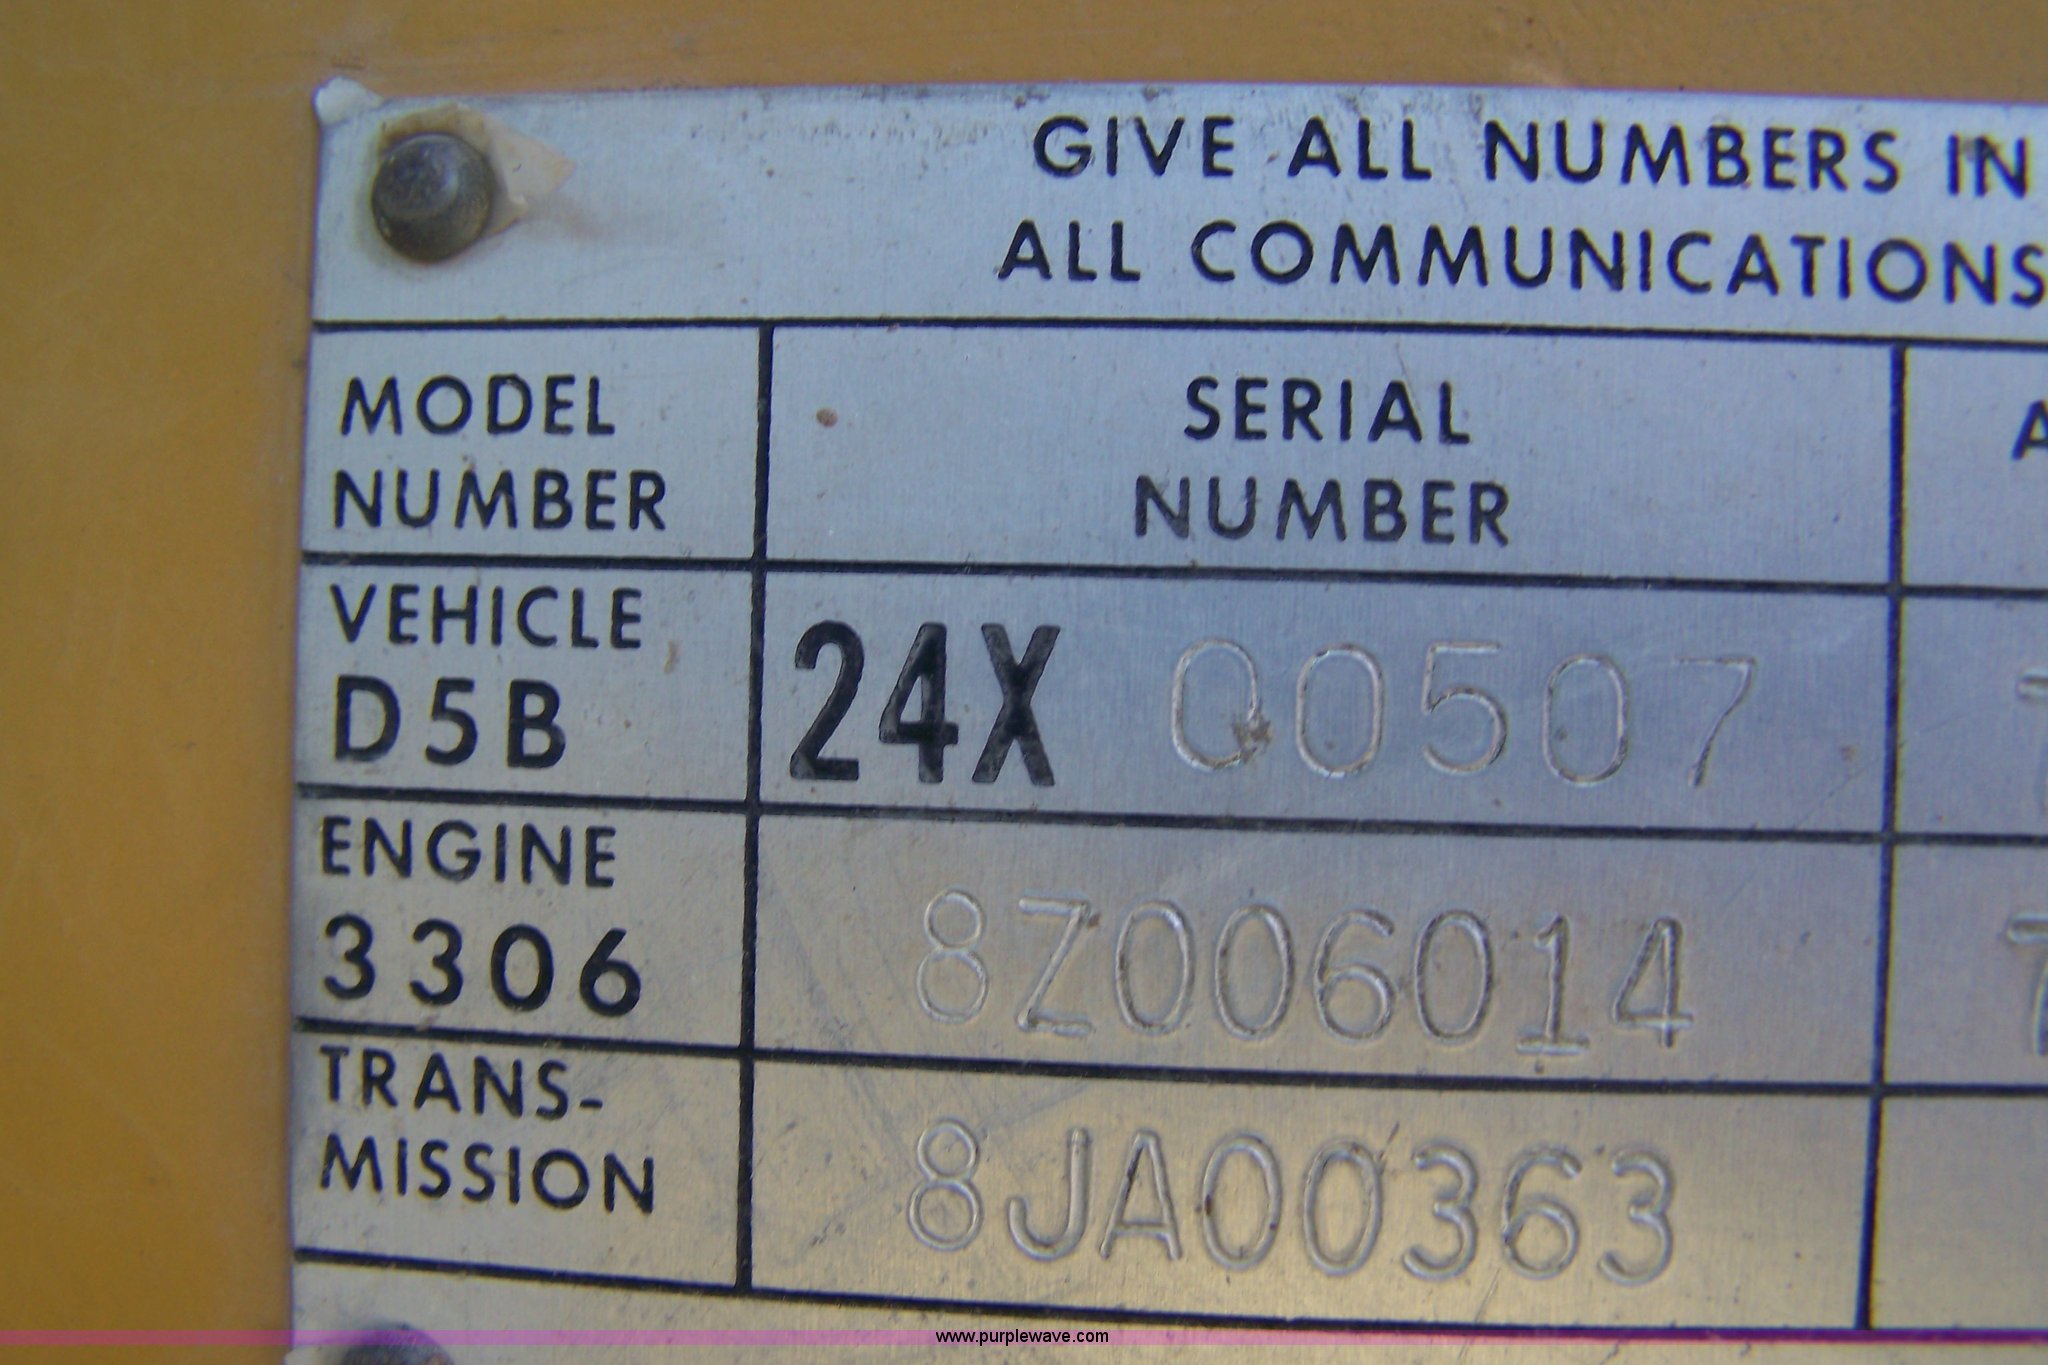 GIVE ALL NUMBERS IN
ALL COMMUNICATIONS
MODEL
NUMBER
SERIAL
NUMBER
VEHICLE
D5B
24X 00507
ENGINE
3306
8Z006014
TRANS-
MISSION
8JA00363
www.purplewave.com